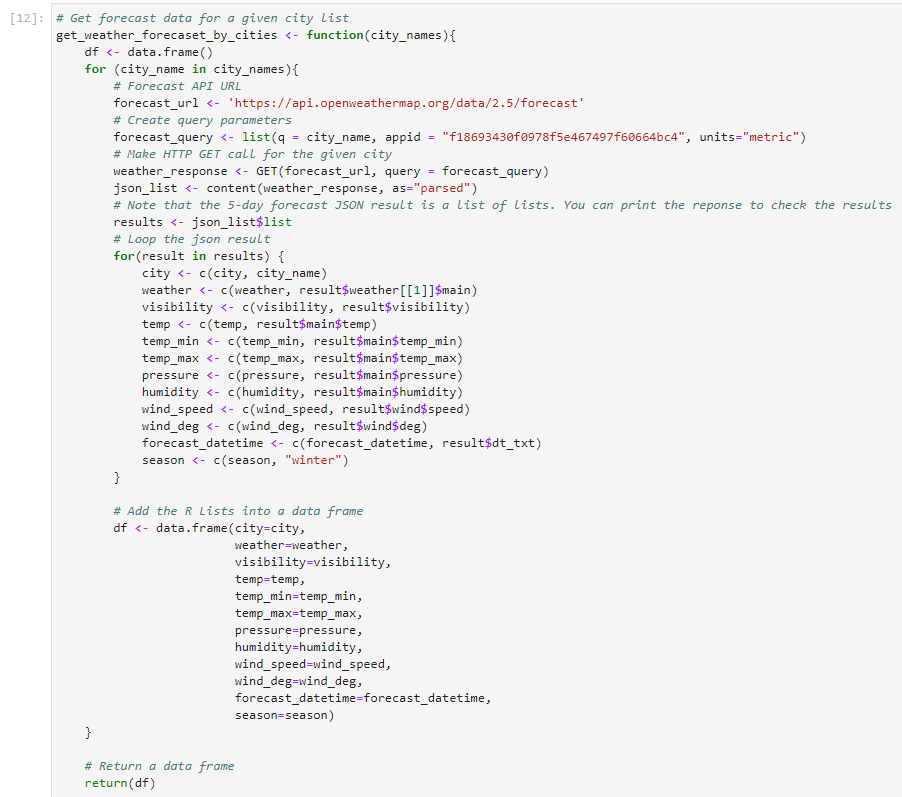 [12]: # Get forecast data for a given city list
get_weather_forecaset_by_cities <- function(city_names){
    df <- data.frame()
    for (city_name in city_names){
        # Forecast API URL
        forecast_url <- 'https://api.openweathermap.org/data/2.5/forecast'
        # Create query parameters
        forecast_query <- list(q = city_name, appid = "f18693430f0978f5e467497f60664bc4", units="metric")
        # Make HTTP GET call for the given city
        weather_response <- GET(forecast_url, query = forecast_query)
        json_list <- content(weather_response, as="parsed")
        # Note that the 5-day forecast JSON result is a list of lists. You can print the reponse to check the results
        results <- json_list$list
        # Loop the json result
        for(result in results) {
            city <- c(city, city_name)
            weather <- c(weather, result$weather[[1]]$main)
            visibility <- c(visibility, result$visibility)
            temp <- c(temp, result$main$temp)
            temp_min <- c(temp_min, result$main$temp_min)
            temp_max <- c(temp_max, result$main$temp_max)
            pressure <- c(pressure, result$main$pressure)
            humidity <- c(humidity, result$main$humidity)
            wind_speed <- c(wind_speed, result$wind$speed)
            wind_deg <- c(wind_deg, result$wind$deg)
            forecast_datetime <- c(forecast_datetime, result$dt_txt)
            season <- c(season, "winter")
        }
        # Add the R Lists into a data frame
        df <- data.frame(city=city,
                         weather=weather,
                         visibility=visibility,
                         temp=temp,
                         temp_min=temp_min,
                         temp_max=temp_max,
                         pressure=pressure,
                         humidity=humidity,
                         wind_speed=wind_speed,
                         wind_deg=wind_deg,
                         forecast_datetime=forecast_datetime,
                         season=season)
    }
    # Return a data frame
    return(df)